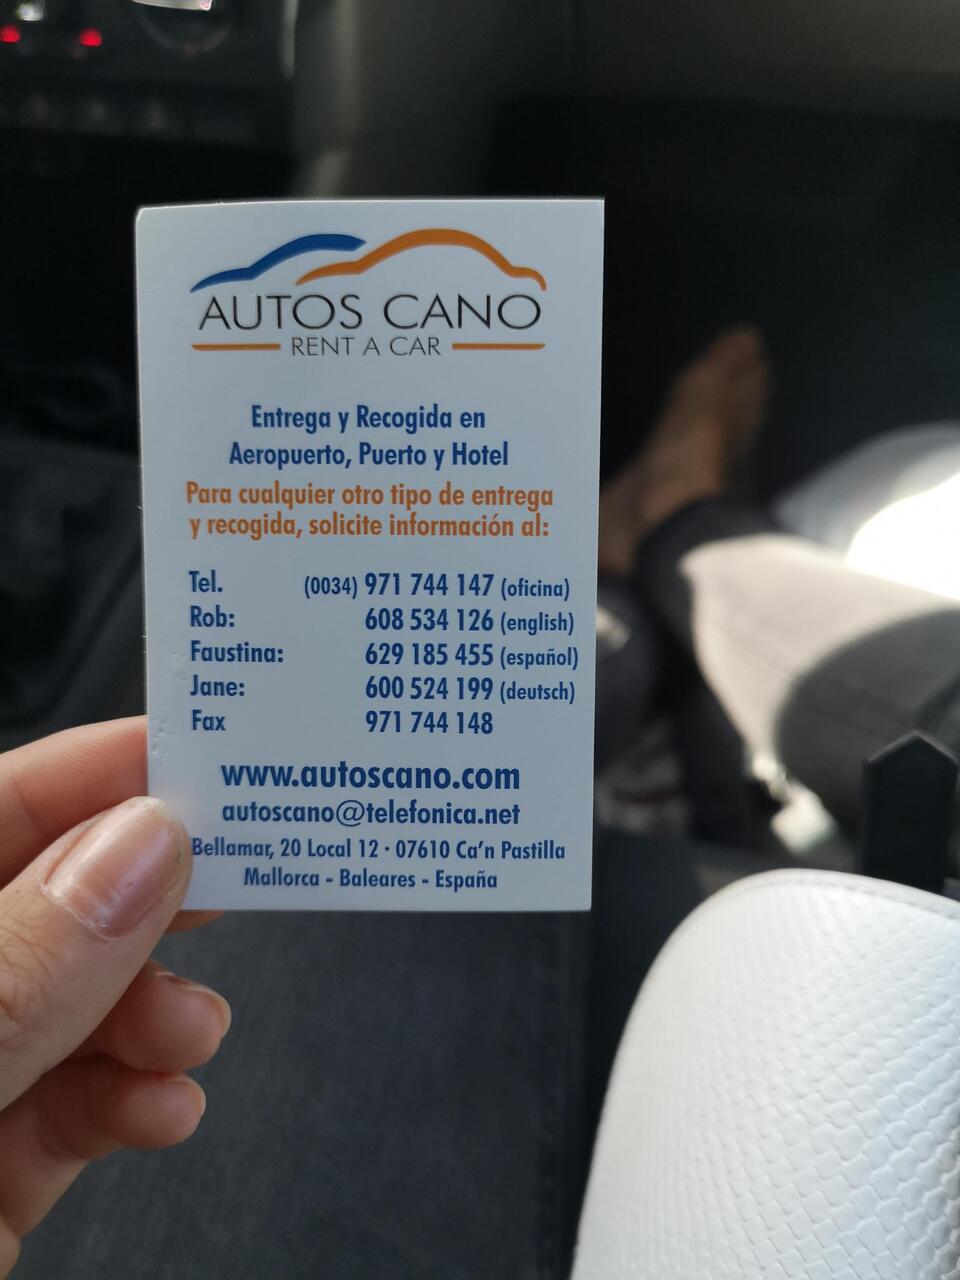 AUTOS CANO
RENT A CAR
Entrega y Recogida en
Aeropuerto, Puerto y Hotel
Para cualquier otro tipo de entrega
y recogida, solicite información al:
Tel. (0034) 971 744 147 (oficina)
Rob: 608 534 126 (english)
Faustina: 629 185 455 (español)
Jane: 600 524 199 (deutsch)
Fax 971 744 148
www.autoscano.com
autoscano@telefonica.net
Bellamar, 20 Local 12 · 07610 Ca'n Pastilla
Mallorca - Baleares - España